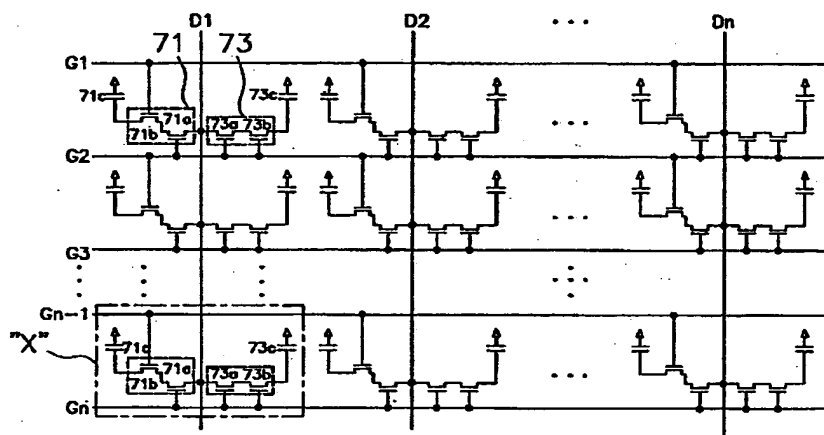 D1 D2 ... Dn
71 73
G1
71c 73c
71a
71b 73a 73b
...
G2
...
G3
Gn-1
"X"
71c 73c
71a
71b 73a 73b
...
Gn